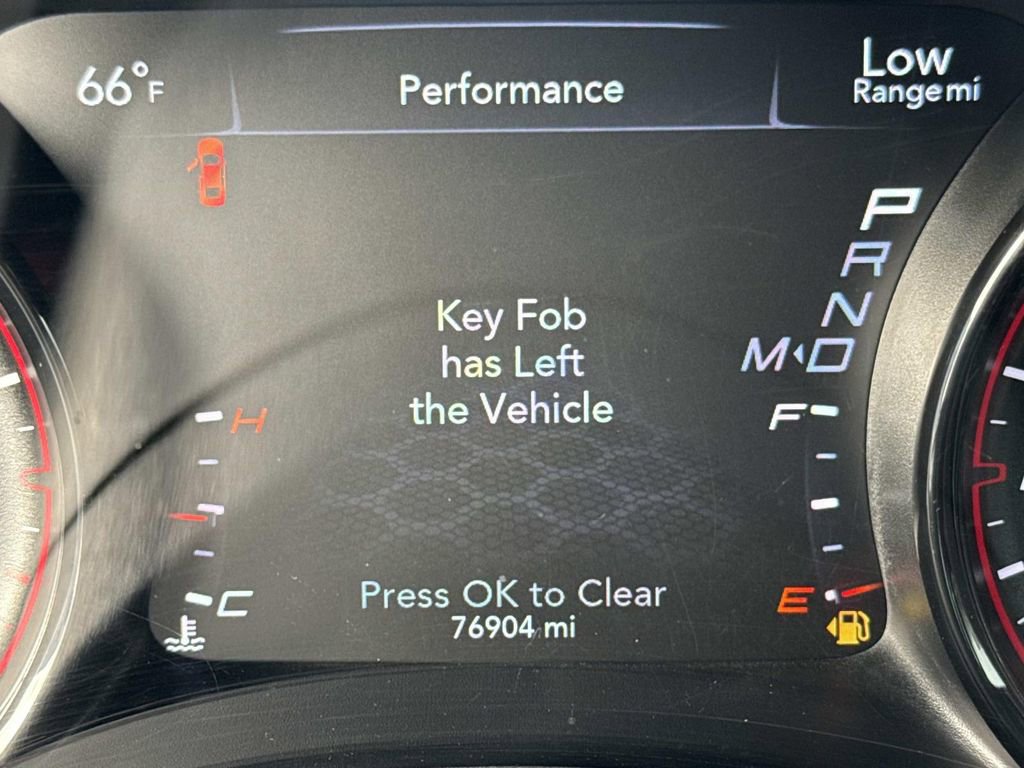 66°F
Performance
Low
Range mi
P
R
N
M D
Key Fob
has Left
the Vehicle
H
F
C
E
Press OK to Clear
76904 mi